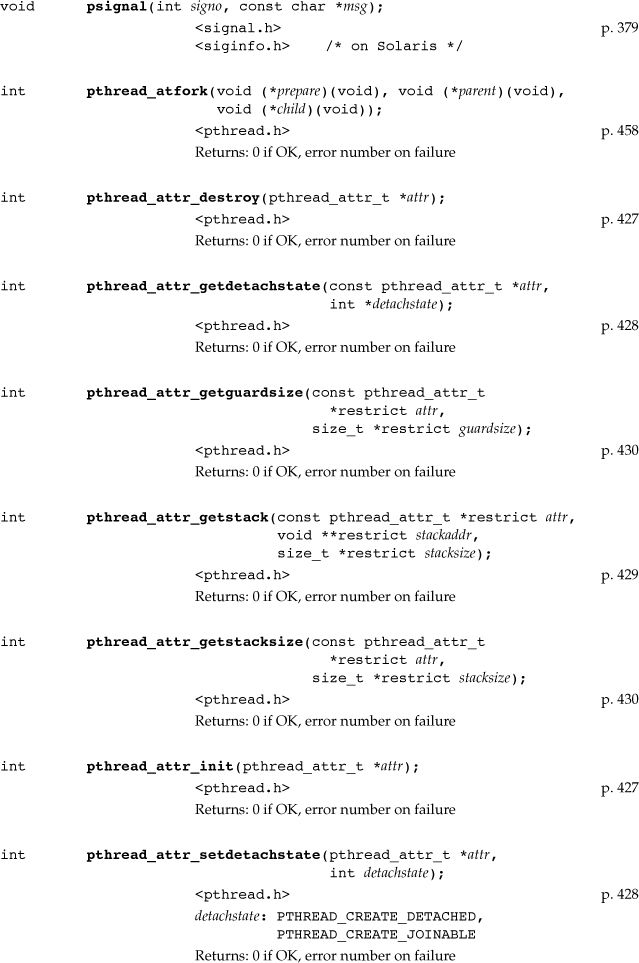 void psignal(int signo, const char *msg);
<signal.h> p. 379
<siginfo.h> /* on Solaris */
int pthread_atfork(void (*prepare)(void), void (*parent)(void),
void (*child)(void));
<pthread.h> p. 458
Returns: 0 if OK, error number on failure
int pthread_attr_destroy(pthread_attr_t *attr);
<pthread.h> p. 427
Returns: 0 if OK, error number on failure
int pthread_attr_getdetachstate(const pthread_attr_t *attr,
int *detachstate);
<pthread.h> p. 428
Returns: 0 if OK, error number on failure
int pthread_attr_getguardsize(const pthread_attr_t
*restrict attr,
size_t *restrict guardsize);
<pthread.h> p. 430
Returns: 0 if OK, error number on failure
int pthread_attr_getstack(const pthread_attr_t *restrict attr,
void **restrict stackaddr,
size_t *restrict stacksize);
<pthread.h> p. 429
Returns: 0 if OK, error number on failure
int pthread_attr_getstacksize(const pthread_attr_t
*restrict attr,
size_t *restrict stacksize);
<pthread.h> p. 430
Returns: 0 if OK, error number on failure
int pthread_attr_init(pthread_attr_t *attr);
<pthread.h> p. 427
Returns: 0 if OK, error number on failure
int pthread_attr_setdetachstate(pthread_attr_t *attr,
int detachstate);
<pthread.h> p. 428
detachstate: PTHREAD_CREATE_DETACHED,
PTHREAD_CREATE_JOINABLE
Returns: 0 if OK, error number on failure